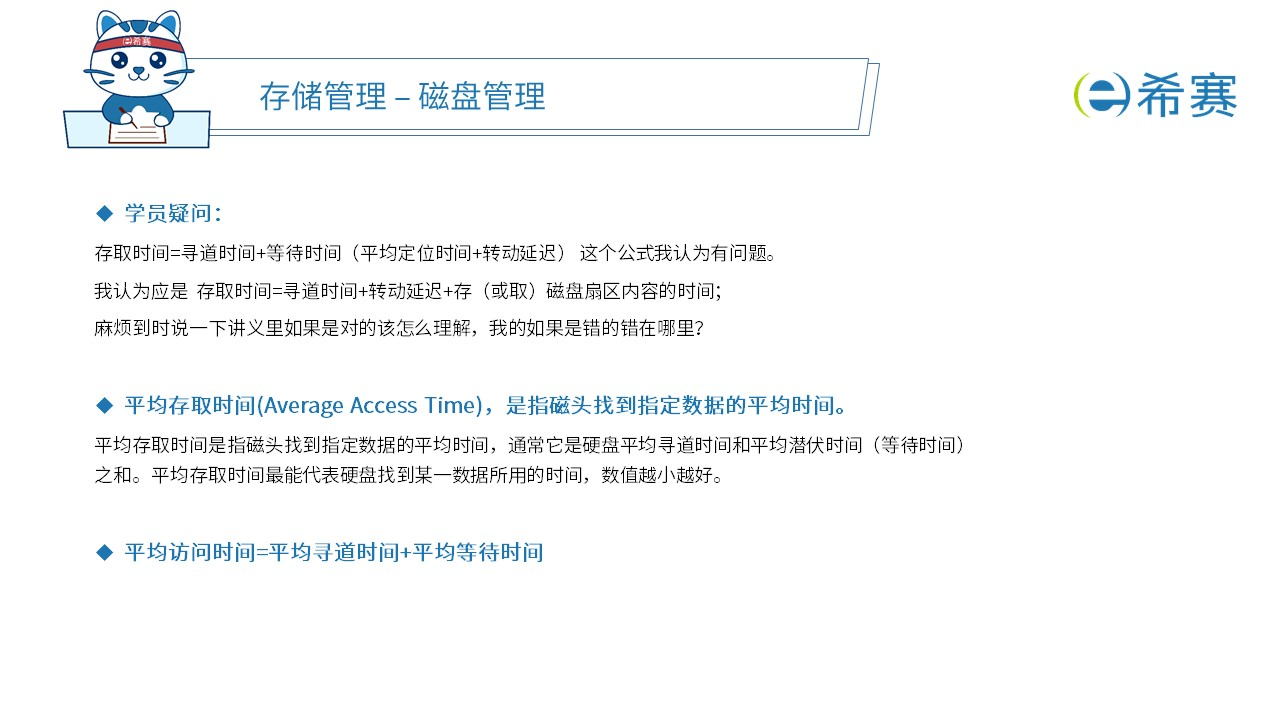 希赛
存储管理 – 磁盘管理
希赛
学员疑问：
存取时间=寻道时间+等待时间（平均定位时间+转动延迟） 这个公式我认为有问题。
我认为应是 存取时间=寻道时间+转动延迟+存（或取）磁盘扇区内容的时间；
麻烦到时说一下讲义里如果是对的该怎么理解，我的如果是错的错在哪里？
平均存取时间(Average Access Time)，是指磁头找到指定数据的平均时间。
平均存取时间是指磁头找到指定数据的平均时间，通常它是硬盘平均寻道时间和平均潜伏时间（等待时间）
之和。平均存取时间最能代表硬盘找到某一数据所用的时间，数值越小越好。
平均访问时间=平均寻道时间+平均等待时间